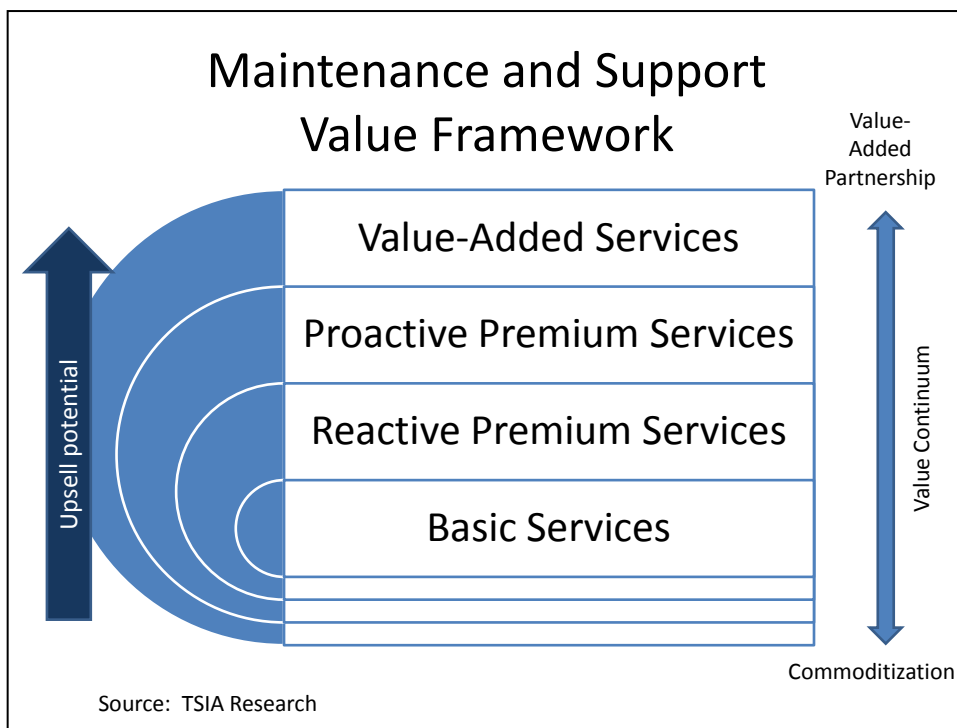 Maintenance and Support
Value Framework
Value-
Added
Partnership
Value-Added Services
Proactive Premium Services
Reactive Premium Services
Basic Services
Upsell potential
Value Continuum
Commoditization
Source:  TSIA Research